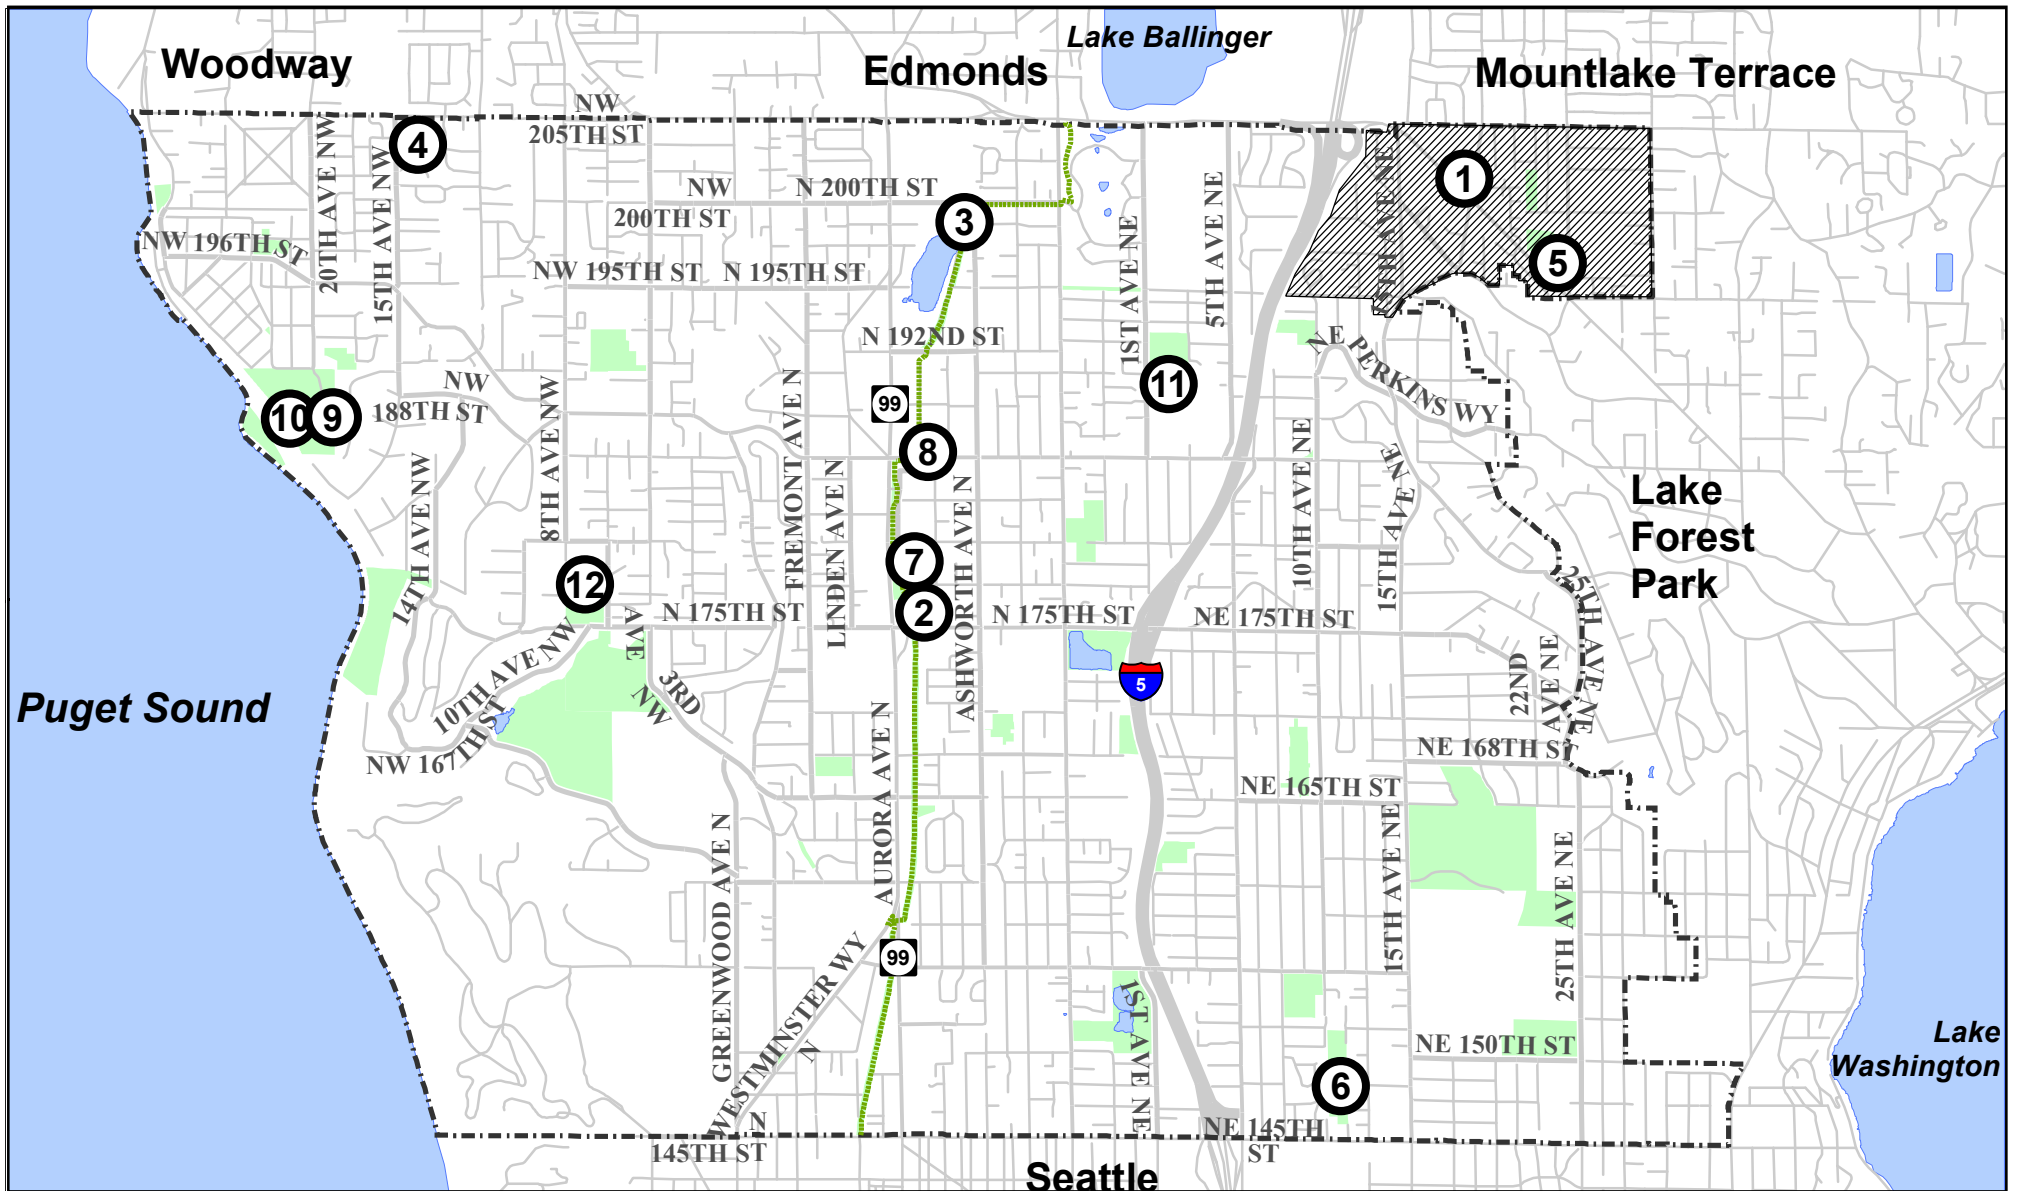 Lake Ballinger
Woodway
Edmonds
Mountlake Terrace
NW
205TH ST
4
20TH AVE NW
15TH AVE NW
NW
200TH ST
N 200TH ST
3
1
5
15TH AVE NE
5TH AVE NE
1ST AVE NE
NW 196TH ST
NW 195TH ST
N 195TH ST
N 192ND ST
NE PERKINS WY
11
99
10
9
NW
188TH ST
8TH AVE NW
FREMONT AVE N
LINDEN AVE N
8
ASHWORTH AVE N
10TH AVE NE
15TH AVE NE
NE
Lake
Forest
Park
14TH AVE NW
12
7
2
N 175TH ST
N 175TH ST
NE 175TH ST
25TH AVE NE
10TH AVE NW
AVE
3RD
NW
5
22ND
AVE NE
Puget Sound
NW 167TH ST
AURORA AVE N
NE 168TH ST
NE 165TH ST
GREENWOOD AVE N
15TH AVE NE
25TH AVE NE
99
WESTMINSTER WY
N
1ST AVE NE
NE 150TH ST
Lake
Washington
6
N
145TH ST
NE 145TH
ST
Seattle